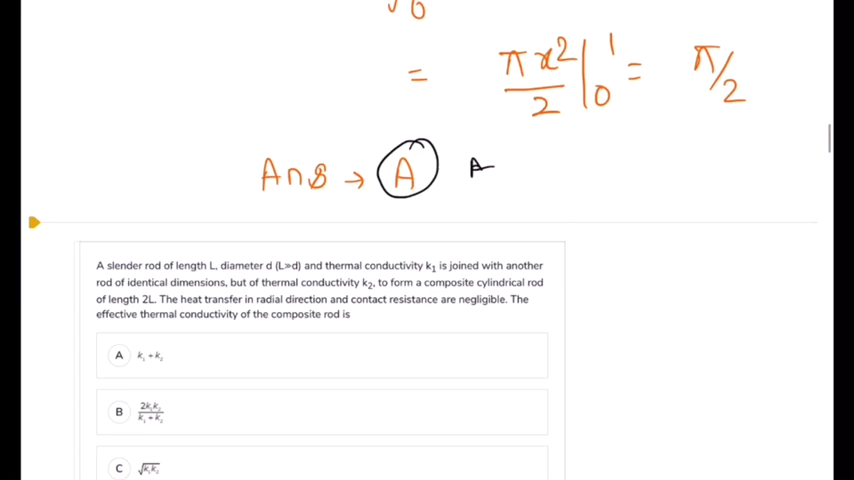 0
= πx²/2 |₀¹ = π/2
Ans → A A
A slender rod of length L, diameter d (L≫d) and thermal conductivity k₁ is joined with another
rod of identical dimensions, but of thermal conductivity k₂, to form a composite cylindrical rod
of length 2L. The heat transfer in radial direction and contact resistance are negligible. The
effective thermal conductivity of the composite rod is
A k₁ + k₂
B 2k₁k₂/k₁ + k₂
C √k₁k₂